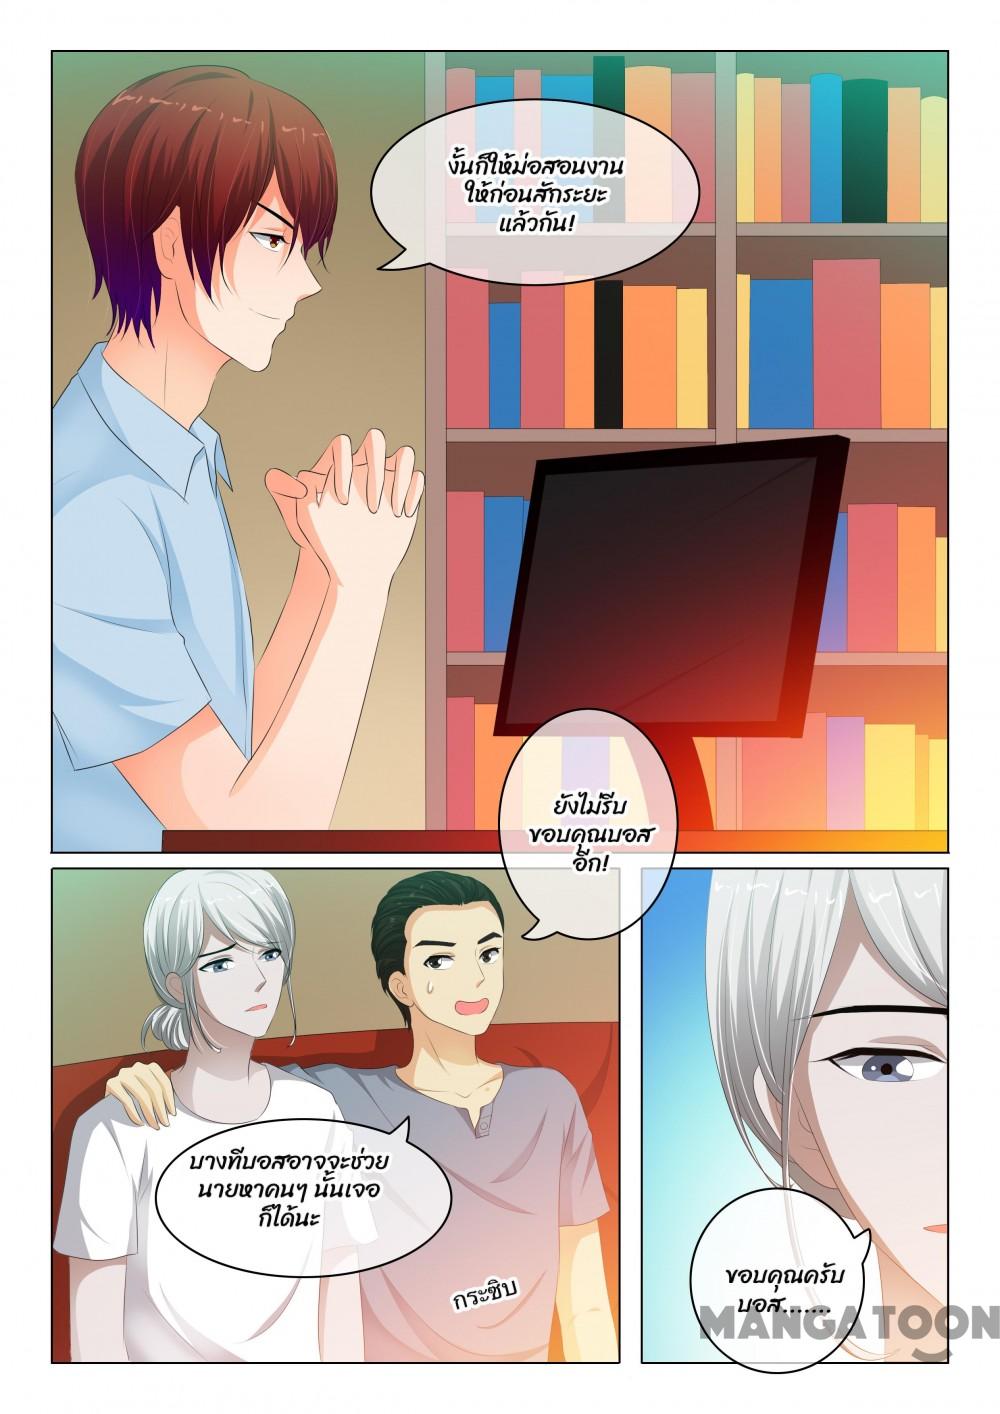 งั้นก็ให้ม่อสอนงาน
ให้ก่อนสักระยะ
แล้วกัน!
ยังไม่รีบ
ขอบคุณบอส
อีก!
บางทีบอสอาจจะช่วย
นายหาคนๆ นั้นเจอ
ก็ได้นะ
กระซิบ
ขอบคุณครับ
บอส.......
MANGATOON